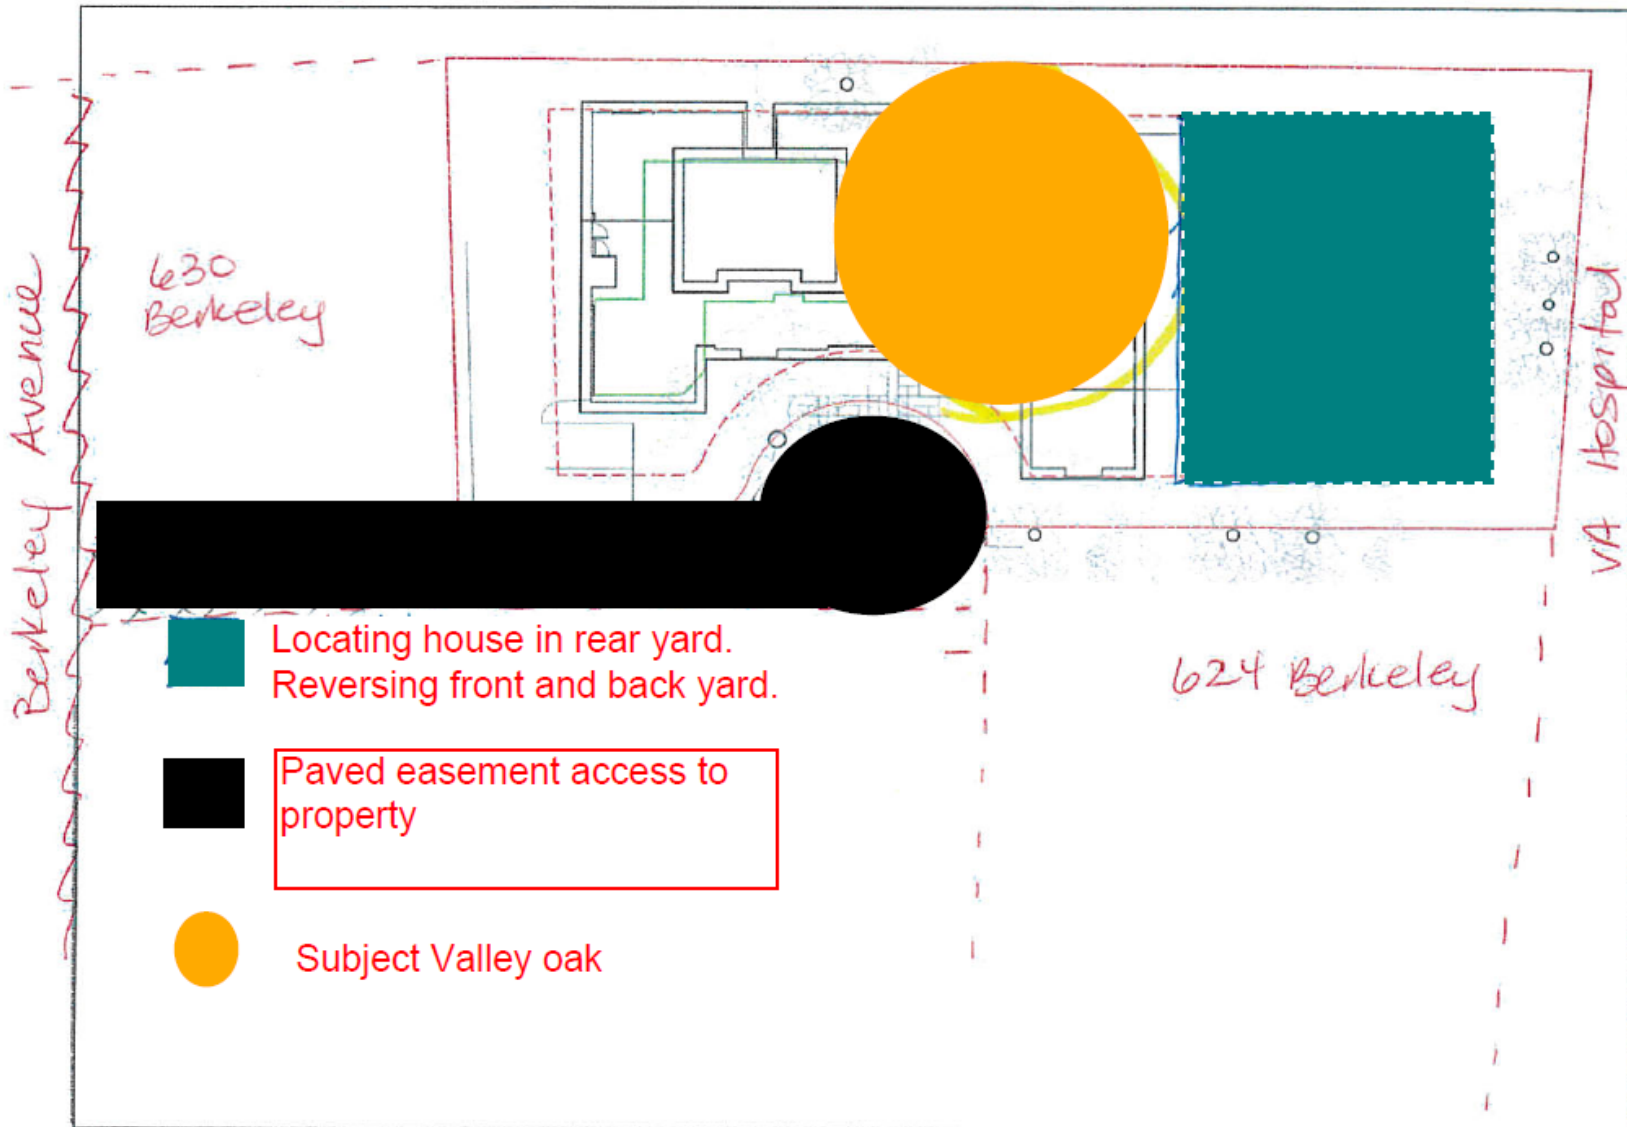 630
Berkeley
Berkeley Avenue
VA Hospital
Locating house in rear yard.
Reversing front and back yard.
624 Berkeley
Paved easement access to
property
Subject Valley oak